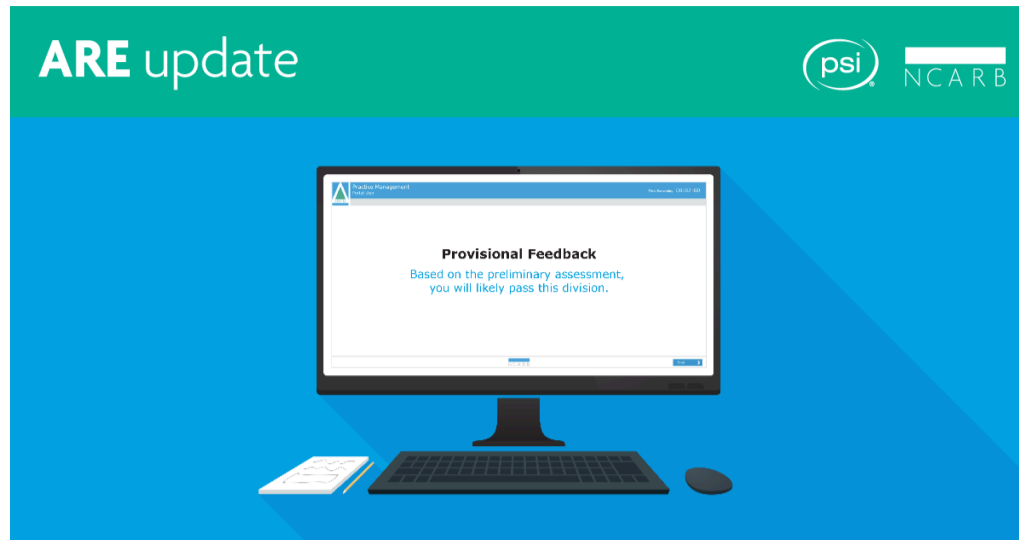 ARE update
psi
NCARB
Practice Management
Provisional Feedback
Based on the preliminary assessment,
you will likely pass this division.
NCARB